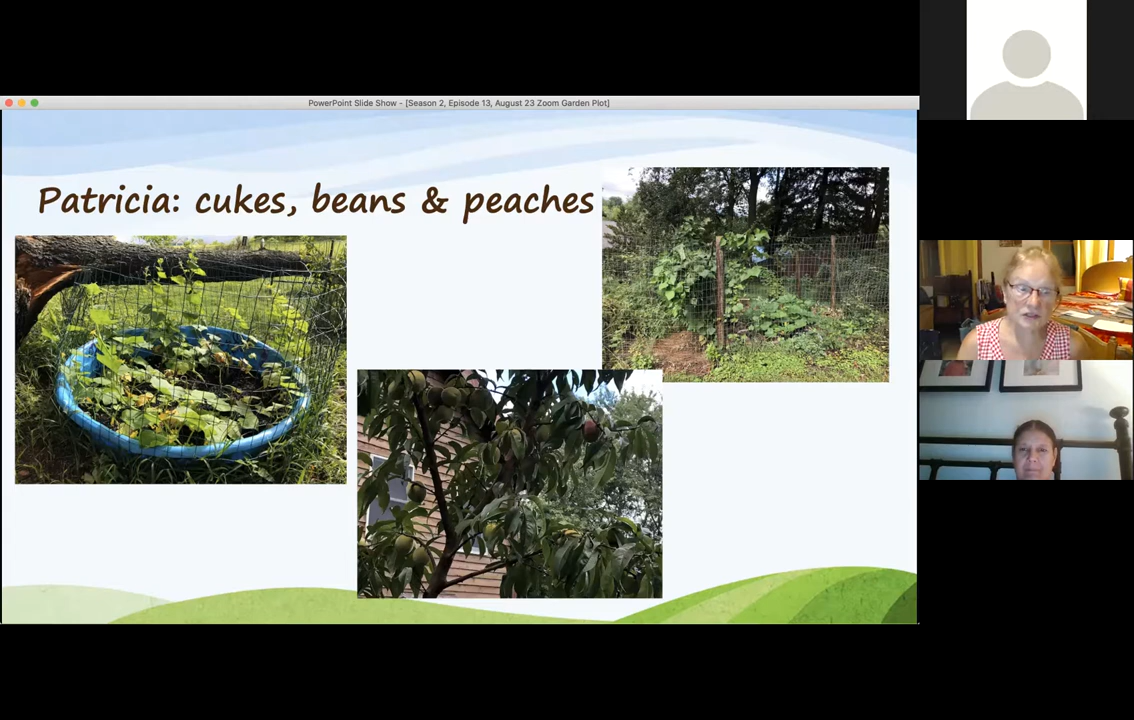 PowerPoint Slide Show - [Season 2, Episode 13, August 23 Zoom Garden Plot]
Patricia: cukes, beans & peaches